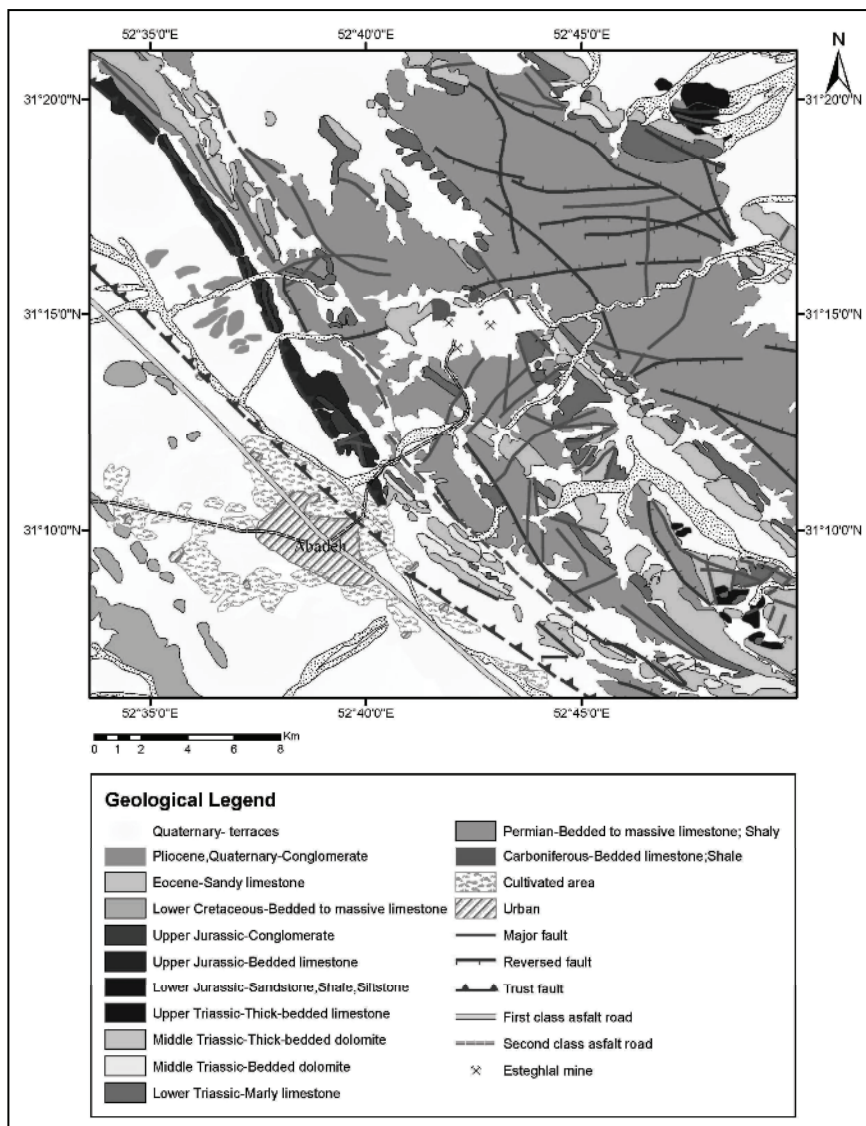 52°35'0"E 52°40'0"E 52°45'0"E
N
31°20'0"N 31°20'0"N
31°15'0"N 31°15'0"N
31°10'0"N 31°10'0"N
Abadeh
52°35'0"E 52°40'0"E 52°45'0"E
Km
0 1 2 4 6 8
Geological Legend
Quaternary- terraces
Pliocene,Quaternary-Conglomerate
Eocene-Sandy limestone
Lower Cretaceous-Bedded to massive limestone
Upper Jurassic-Conglomerate
Upper Jurassic-Bedded limestone
Lower Jurassic-Sandstone,Shale,Siltstone
Upper Triassic-Thick-bedded limestone
Middle Triassic-Thick-bedded dolomite
Middle Triassic-Bedded dolomite
Lower Triassic-Marly limestone
Permian-Bedded to massive limestone; Shaly
Carboniferous-Bedded limestone;Shale
Cultivated area
Urban
Major fault
Reversed fault
Trust fault
First class asfalt road
Second class asfalt road
Esteghlal mine